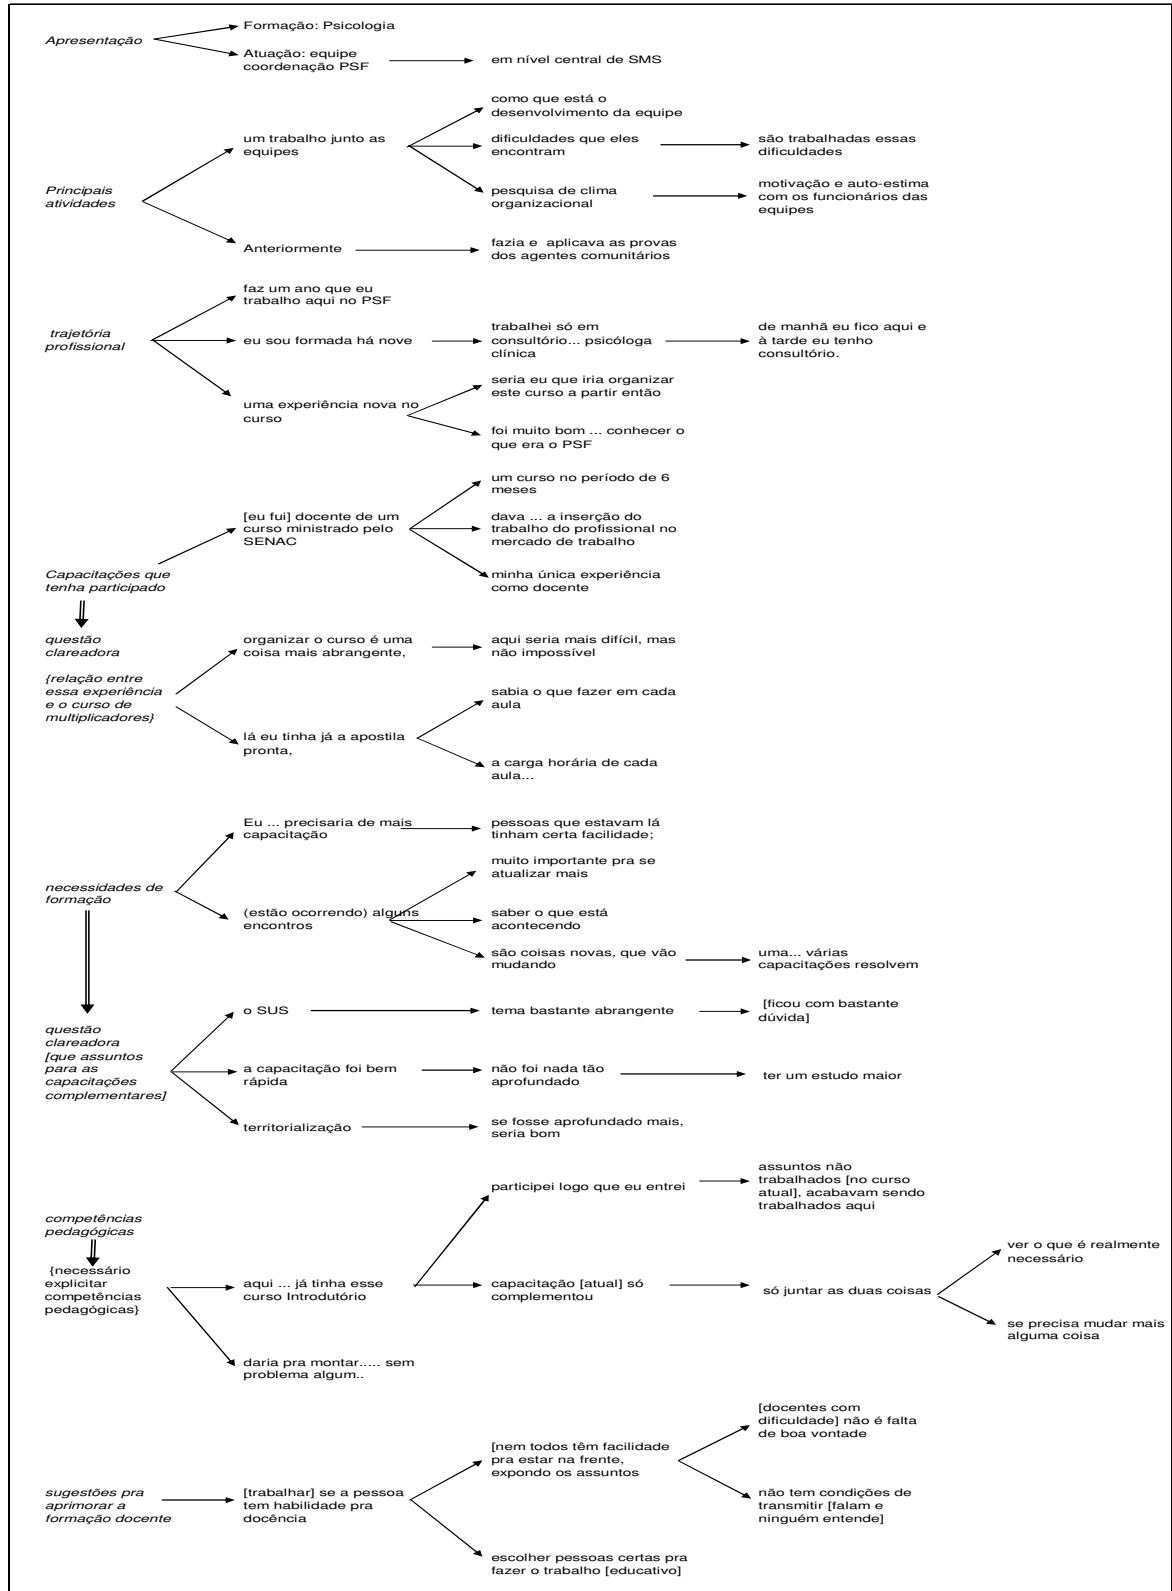 Apresentação
Formação: Psicologia
Atuação: equipe
coordenação PSF
em nível central de SMS
Principais
atividades
um trabalho junto as
equipes
como que está o
desenvolvimento da equipe
dificuldades que eles
encontram
são trabalhadas essas
dificuldades
pesquisa de clima
organizacional
motivação e auto-estima
com os funcionários das
equipes
Anteriormente
fazia e aplicava as provas
dos agentes comunitários
trajetória
profissional
faz um ano que eu
trabalho aqui no PSF
eu sou formada há nove
trabalhei só em
consultório... psicóloga
clínica
de manhã eu fico aqui e
à tarde eu tenho
consultório.
uma experiência nova no
curso
seria eu que iria organizar
este curso a partir então
foi muito bom ... conhecer o
que era o PSF
Capacitações que
tenha participado
[eu fui] docente de um
curso ministrado pelo
SENAC
um curso no período de 6
meses
dava ... a inserção do
trabalho do profissional no
mercado de trabalho
minha única experiência
como docente
questão
clareadora
{relação entre
essa experiência
e o curso de
multiplicadores}
organizar o curso é uma
coisa mais abrangente,
aqui seria mais difícil, mas
não impossível
lá eu tinha já a apostila
pronta,
sabia o que fazer em cada
aula
a carga horária de cada
aula...
necessidades de
formação
Eu ... precisaria de mais
capacitação
pessoas que estavam lá
tinham certa facilidade;
(estão ocorrendo) alguns
encontros
muito importante pra se
atualizar mais
saber o que está
acontecendo
são coisas novas, que vão
mudando
uma... várias
capacitações resolvem
questão
clareadora
[que assuntos
para as
capacitações
complementares]
o SUS
tema bastante abrangente
[ficou com bastante
dúvida]
a capacitação foi bem
rápida
não foi nada tão
aprofundado
ter um estudo maior
territorialização
se fosse aprofundado mais,
seria bom
competências
pedagógicas
{necessário
explicitar
competências
pedagógicas}
aqui ... já tinha esse
curso Introdutório
participei logo que eu entrei
assuntos não
trabalhados [no curso
atual], acabavam sendo
trabalhados aqui
capacitação [atual] só
complementou
só juntar as duas coisas
ver o que é realmente
necessário
se precisa mudar mais
alguma coisa
daria pra montar..... sem
problema algum..
sugestões pra
aprimorar a
formação docente
[trabalhar] se a pessoa
tem habilidade pra
docência
[nem todos têm facilidade
pra estar na frente,
expondo os assuntos
[docentes com
dificuldade] não é falta
de boa vontade
não tem condições de
transmitir [falam e
ninguém entende]
escolher pessoas certas pra
fazer o trabalho [educativo]